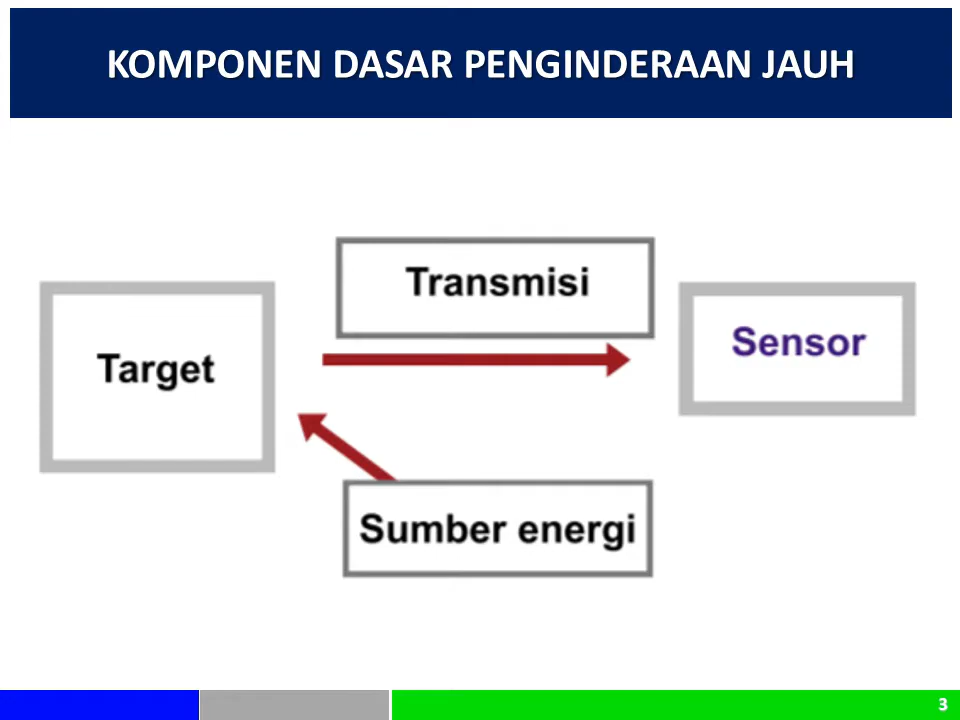 KOMPONEN DASAR PENGINDERAAN JAUH
Transmisi
Target
Sensor
Sumber energi
3